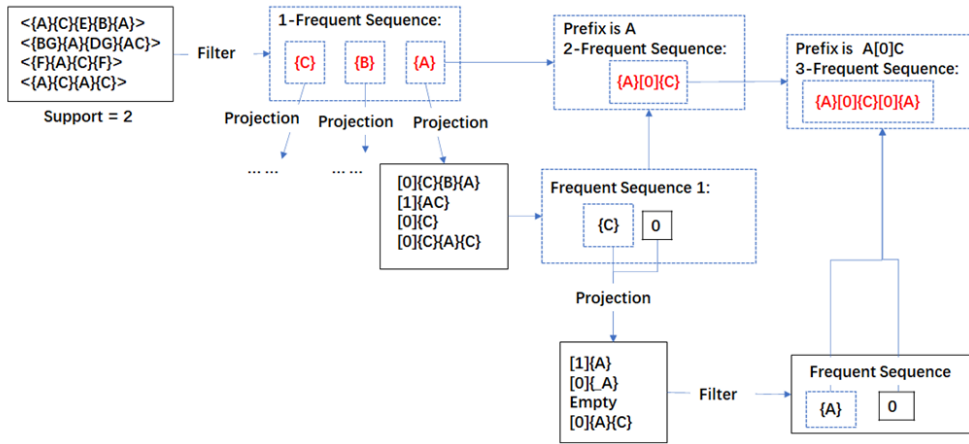 <{A}{C}{E}{B}{A}>
<{BG}{A}{DG}{AC}>
<{F}{A}{C}{F}>
<{A}{C}{A}{C}>
Support = 2
Filter
1-Frequent Sequence:
{C} {B} {A}
Projection Projection Projection
... ... ... ...
Prefix is A
2-Frequent Sequence:
{A}[0]{C}
Prefix is A[0]C
3-Frequent Sequence:
{A}[0]{C}[0]{A}
[0]{C}{B}{A}
[1]{AC}
[0]{C}
[0]{C}{A}{C}
Frequent Sequence 1:
{C} 0
Projection
[1]{A}
[0]{_A}
Empty
[0]{A}{C}
Filter
Frequent Sequence
{A} 0